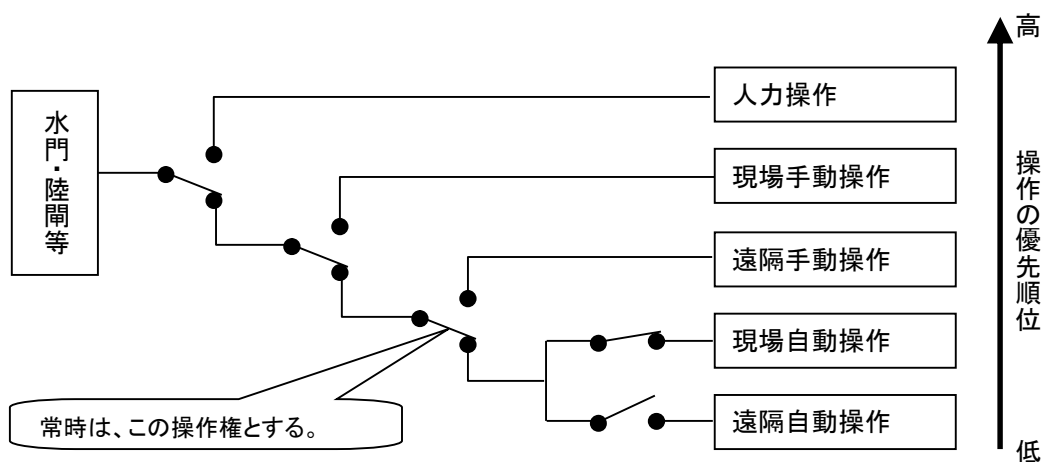 高
人力操作
水門・陸閘等
現場手動操作
操作の優先順位
遠隔手動操作
現場自動操作
常時は、この操作権とする。
遠隔自動操作
低